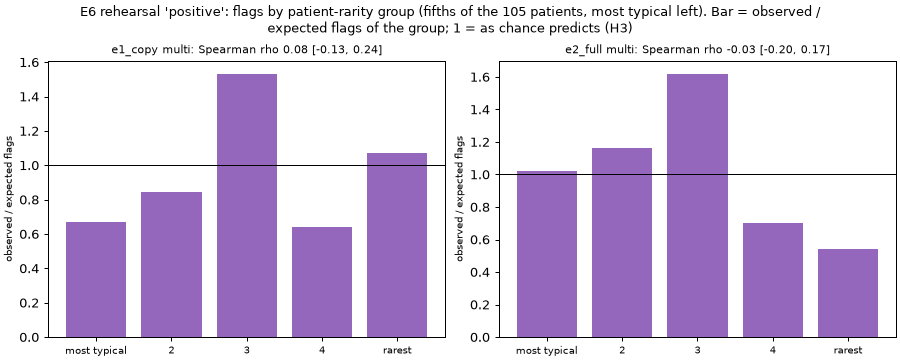 E6 rehearsal 'positive': flags by patient-rarity group (fifths of the 105 patients, most typical left). Bar = observed /
expected flags of the group; 1 = as chance predicts (H3)
e1_copy multi: Spearman rho 0.08 [-0.13, 0.24]
observed / expected flags
1.6
1.4
1.2
1.0
0.8
0.6
0.4
0.2
0.0
most typical
2
3
4
rarest
e2_full multi: Spearman rho -0.03 [-0.20, 0.17]
observed / expected flags
1.6
1.4
1.2
1.0
0.8
0.6
0.4
0.2
0.0
most typical
2
3
4
rarest